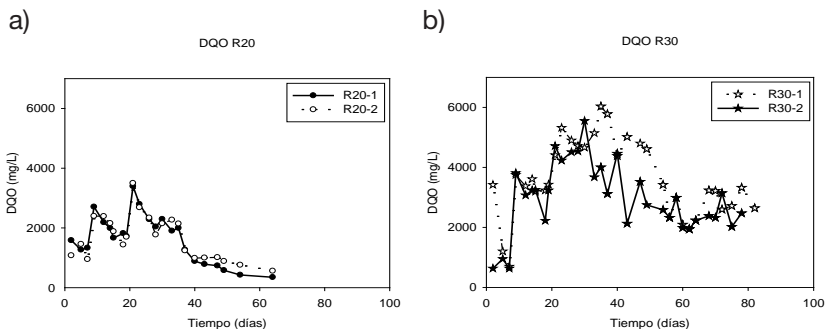 a)
DQO R20
DQO (mg/L)
6000
4000
2000
0
0 20 40 60 80 100
Tiempo (días)
R20-1
R20-2
b)
DQO R30
DQO (mg/L)
6000
4000
2000
0
0 20 40 60 80 100
Tiempo (días)
R30-1
R30-2